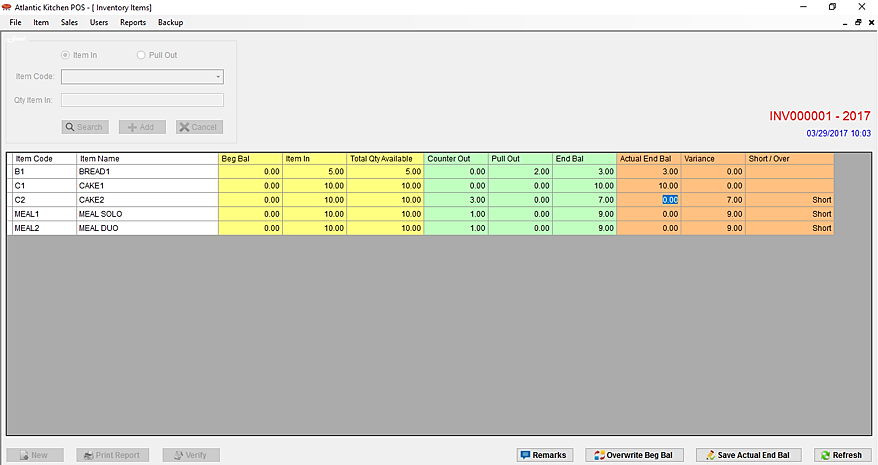 Atlantic Kitchen POS - [ Inventory Items]
File Item Sales Users Reports Backup
Item In Pull Out
Item Code:
Qty Item In:
Search Add Cancel
INV000001 - 2017
03/29/2017 10:03
Item Code Item Name Beg Bal Item In Total Qty Available Counter Out Pull Out End Bal Actual End Bal Variance Short / Over
B1 BREAD1 0.00 5.00 5.00 0.00 2.00 3.00 3.00 0.00
C1 CAKE1 0.00 10.00 10.00 0.00 0.00 10.00 10.00 0.00
C2 CAKE2 0.00 10.00 10.00 3.00 0.00 7.00 0.00 7.00 Short
MEAL1 MEAL SOLO 0.00 10.00 10.00 1.00 0.00 9.00 0.00 9.00 Short
MEAL2 MEAL DUO 0.00 10.00 10.00 1.00 0.00 9.00 0.00 9.00 Short
New Print Report Verify Remarks Overwrite Beg Bal Save Actual End Bal Refresh